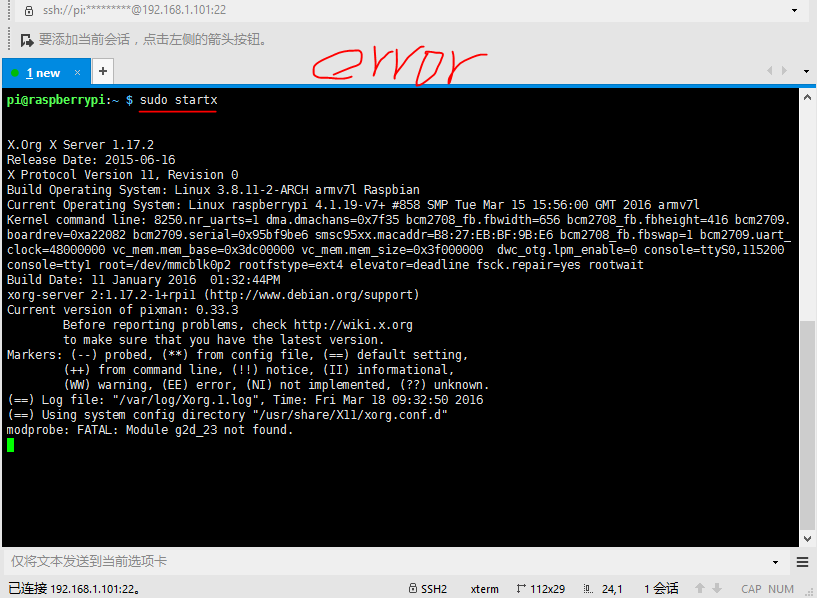 ssh://pi:*********@192.168.1.101:22
要添加当前会话，点击左侧的箭头按钮。
error
1 new × +
pi@raspberrypi:~ $ sudo startx
X.Org X Server 1.17.2
Release Date: 2015-06-16
X Protocol Version 11, Revision 0
Build Operating System: Linux 3.8.11-2-ARCH armv7l Raspbian
Current Operating System: Linux raspberrypi 4.1.19-v7+ #858 SMP Tue Mar 15 15:56:00 GMT 2016 armv7l
Kernel command line: 8250.nr_uarts=1 dma.dmachans=0x7f35 bcm2708_fb.fbwidth=656 bcm2708_fb.fbheight=416 bcm2709.
boardrev=0xa22082 bcm2709.serial=0x95bf9be6 smsc95xx.macaddr=B8:27:EB:BF:9B:E6 bcm2708_fb.fbswap=1 bcm2709.uart_
clock=48000000 vc_mem.mem_base=0x3dc00000 vc_mem.mem_size=0x3f000000  dwc_otg.lpm_enable=0 console=ttyS0,115200
console=tty1 root=/dev/mmcblk0p2 rootfstype=ext4 elevator=deadline fsck.repair=yes rootwait
Build Date: 11 January 2016  01:32:44PM
xorg-server 2:1.17.2-1+rpi1 (http://www.debian.org/support)
Current version of pixman: 0.33.3
Before reporting problems, check http://wiki.x.org
to make sure that you have the latest version.
Markers: (--) probed, (**) from config file, (==) default setting,
(++) from command line, (!!) notice, (II) informational,
(WW) warning, (EE) error, (NI) not implemented, (??) unknown.
(==) Log file: "/var/log/Xorg.1.log", Time: Fri Mar 18 09:32:50 2016
(==) Using system config directory "/usr/share/X11/xorg.conf.d"
modprobe: FATAL: Module g2d_23 not found.
仅将文本发送到当前选项卡
已连接 192.168.1.101:22。 SSH2 xterm 112x29 24,1 1 会话 CAP NUM